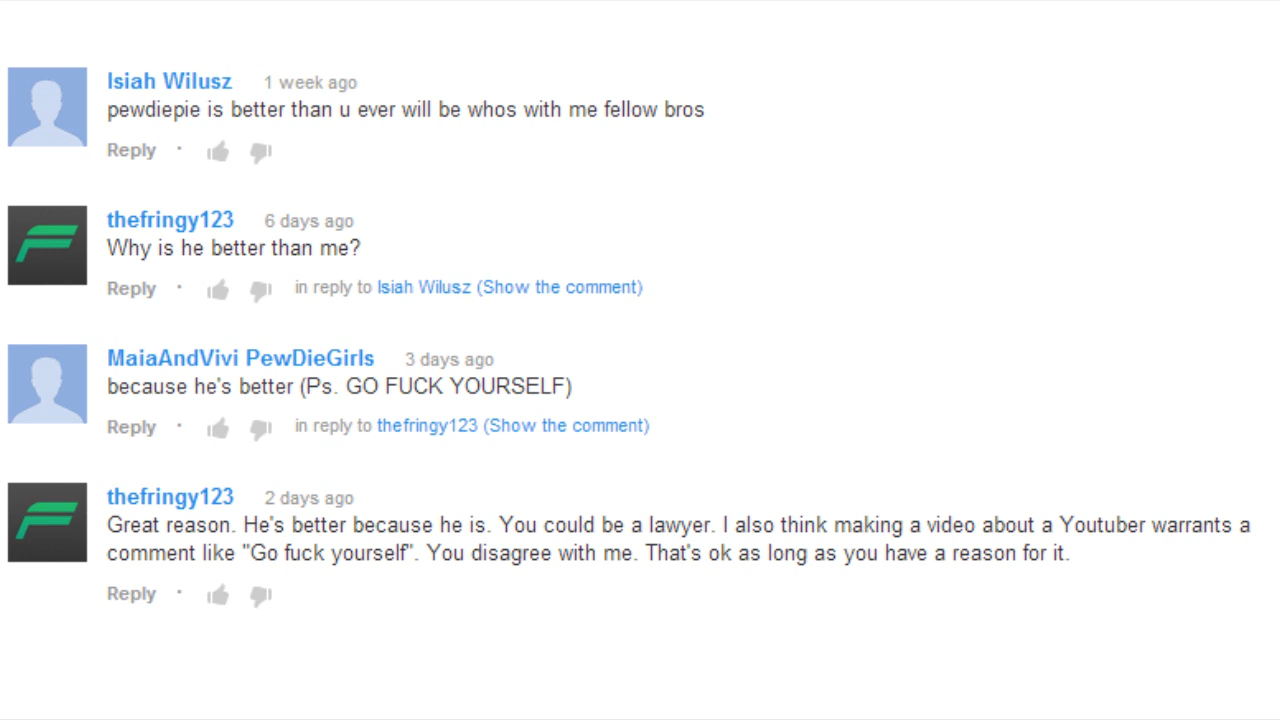 Isiah Wilusz 1 week ago
pewdiepie is better than u ever will be whos with me fellow bros
Reply ·
thefringy123 6 days ago
Why is he better than me?
Reply · in reply to Isiah Wilusz (Show the comment)
MaiaAndVivi PewDieGirls 3 days ago
because he's better (Ps. GO FUCK YOURSELF)
Reply · in reply to thefringy123 (Show the comment)
thefringy123 2 days ago
Great reason. He's better because he is. You could be a lawyer. I also think making a video about a Youtuber warrants a
comment like "Go fuck yourself". You disagree with me. That's ok as long as you have a reason for it.
Reply ·